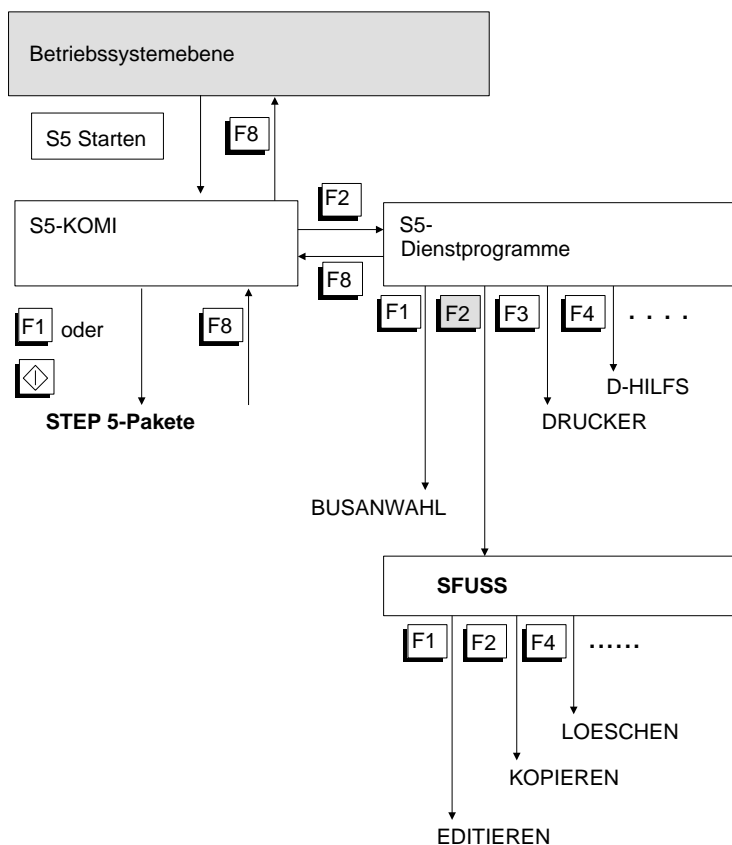 Betriebssystemebene
S5 Starten
F8
F2
S5-KOMI
S5-
Dienstprogramme
F8
F1 oder
F8
F1
F2
F3
F4
. . . .
D-HILFS
STEP 5-Pakete
DRUCKER
BUSANWAHL
SFUSS
F1
F2
F4
......
LOESCHEN
KOPIEREN
EDITIEREN